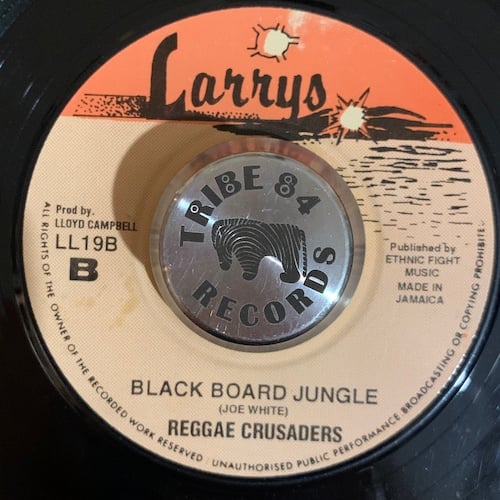 Larrys
TRIBE 84
RECORDS
Prod by.
LLOYD CAMPBELL
LL19B
B
Published by
ETHNIC FIGHT
MUSIC
MADE IN
JAMAICA
BLACK BOARD JUNGLE
(JOE WHITE)
REGGAE CRUSADERS
ALL RIGHTS OF THE OWNER OF THE RECORDED WORK RESERVED . UNAUTHORISED PUBLIC PERFORMANCE BROADCASTING OR COPYING PROHIBITED.